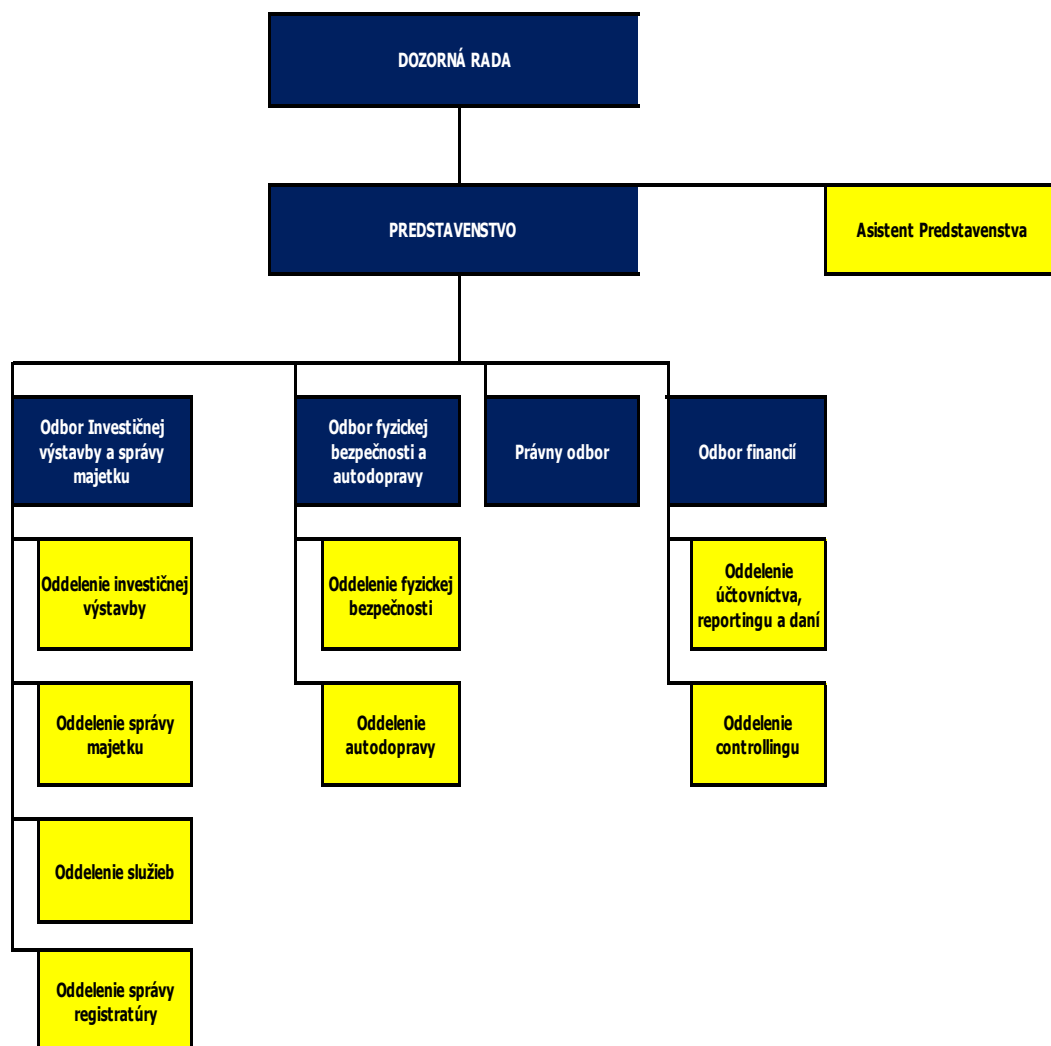 DOZORNÁ RADA
PREDSTAVENSTVO
Asistent Predstavenstva
Odbor Investičnej
výstavby a správy
majetku
Odbor fyzickej
bezpečnosti a
autodopravy
Právny odbor
Odbor financií
Oddelenie investičnej
výstavby
Oddelenie fyzickej
bezpečnosti
Oddelenie
účtovníctva,
reportingu a daní
Oddelenie správy
majetku
Oddelenie
autodopravy
Oddelenie
controllingu
Oddelenie služieb
Oddelenie správy
registratúry